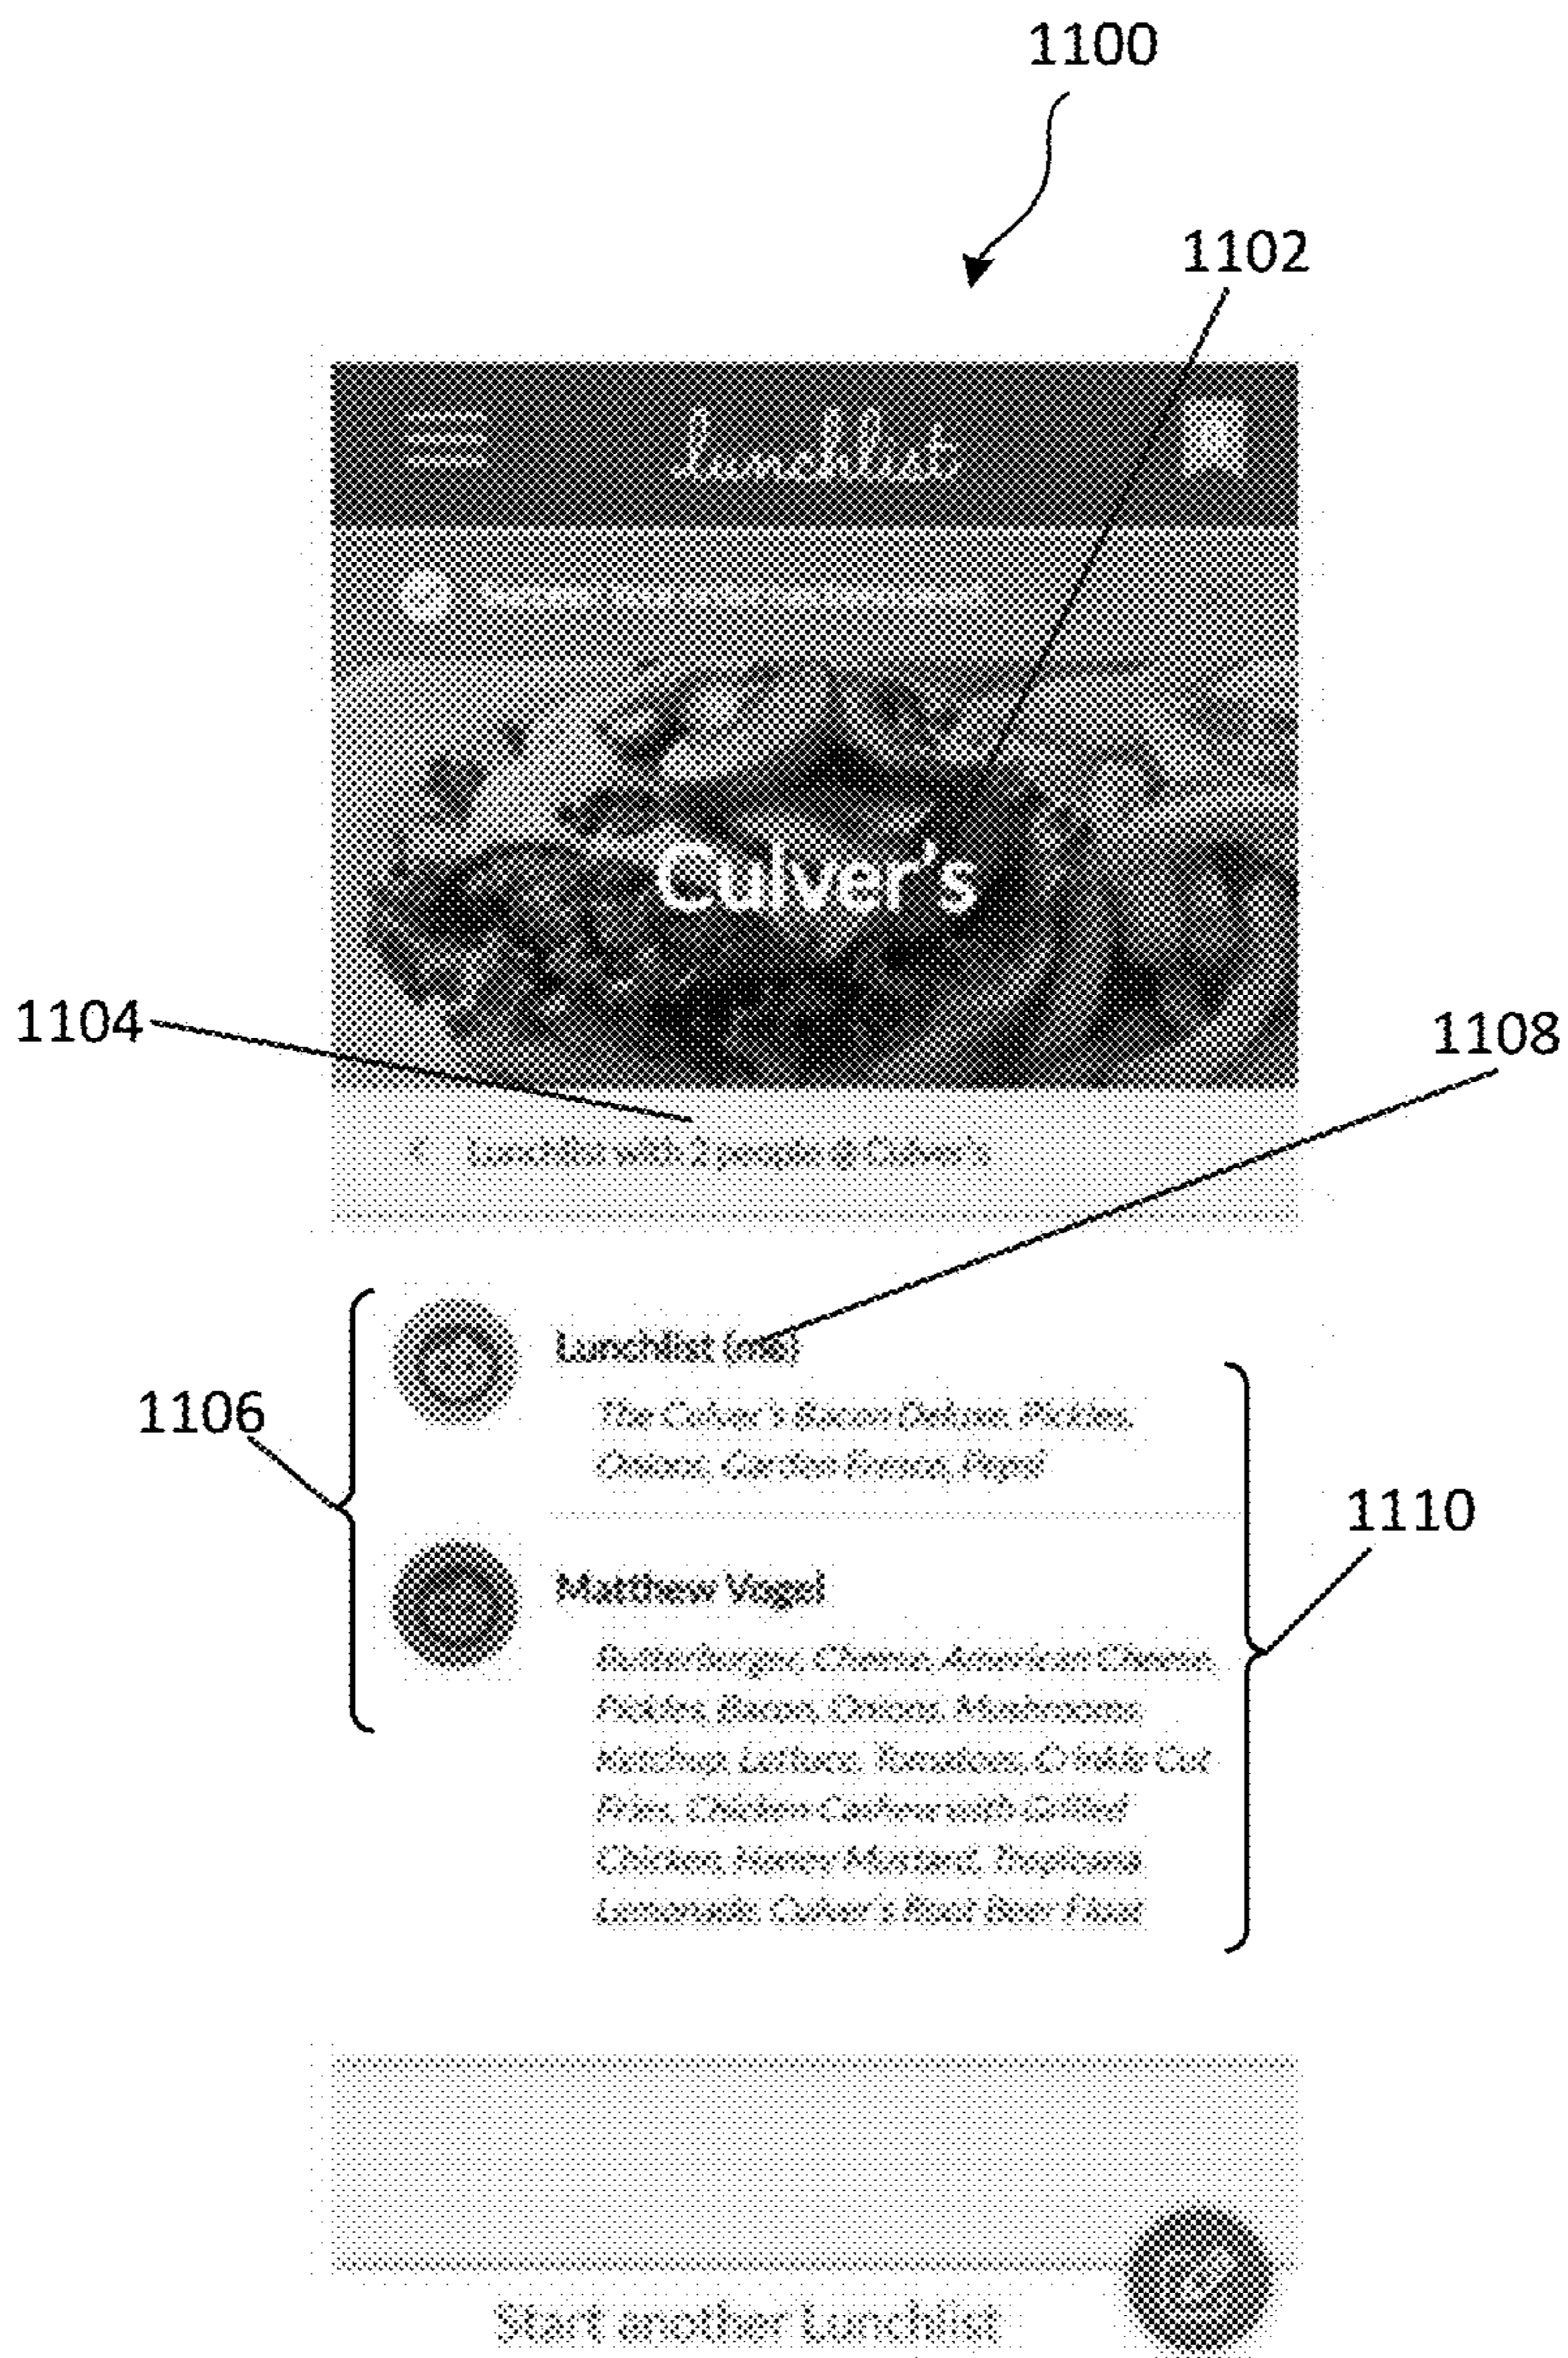 1100
1102
lunchlist
Culver's
1104
1108
Lunchlist with 2 people @ Culver's
Lunchlist (me)
The Culver's Bacon Deluxe, Pickles,
1106
Onions, Garden Fresco, Pepsi
1110
Matthew Vogel
Butterburger, Cheese, American Cheese,
Pickles, Bacon, Onions, Mushrooms,
Ketchup, Lettuce, Tomatoes, Crinkle Cut
Fries, Chicken Cashew with Grilled
Chicken, Honey Mustard, Tropicana
Lemonade, Culver's Root Beer Float
Start another Lunchlist